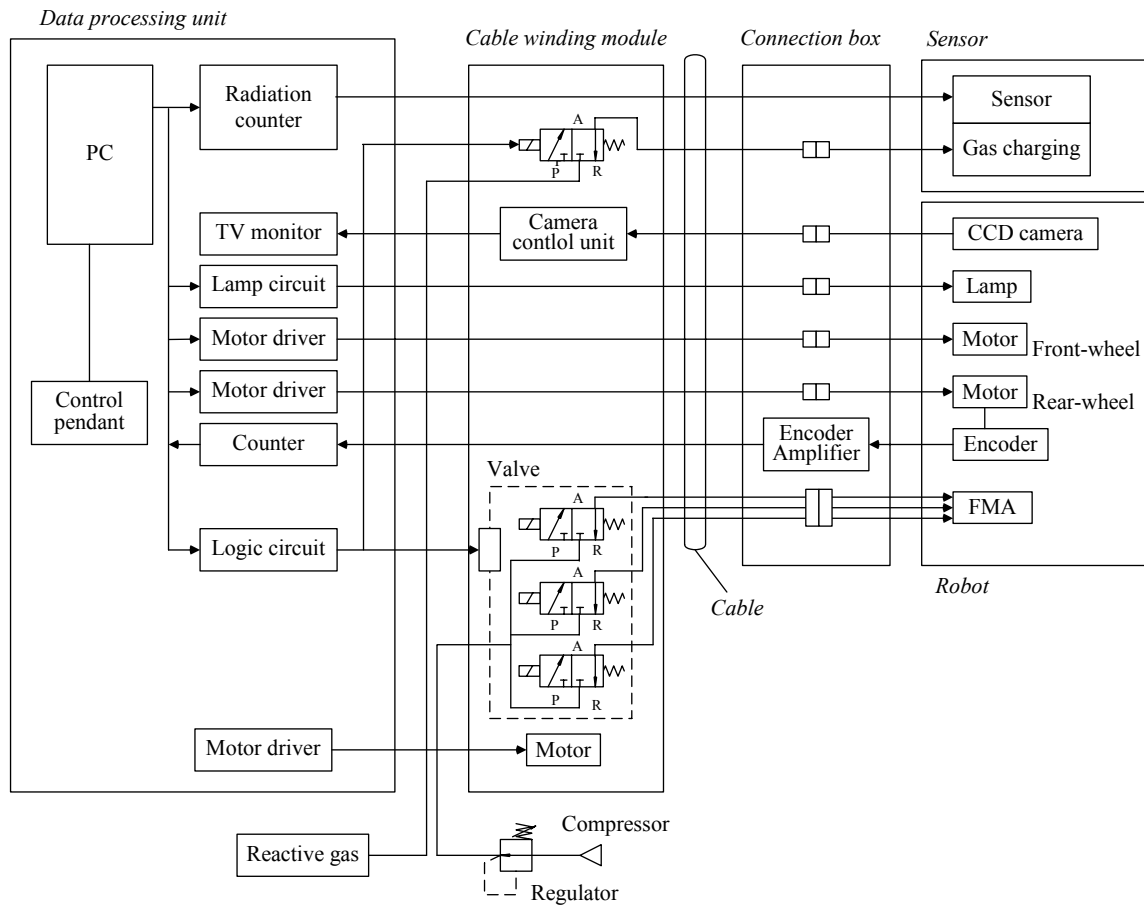 Data processing unit
Cable winding module
Connection box
Sensor
PC
Radiation
counter
Sensor
Gas charging
A
P
R
TV monitor
Camera
contlol unit
CCD camera
Lamp circuit
Lamp
Motor driver
Motor
Front-wheel
Motor driver
Motor
Rear-wheel
Control
pendant
Counter
Encoder
Amplifier
Encoder
Valve
A
P
R
FMA
Logic circuit
A
P
R
Cable
Robot
A
P
R
Motor driver
Motor
Compressor
Reactive gas
Regulator